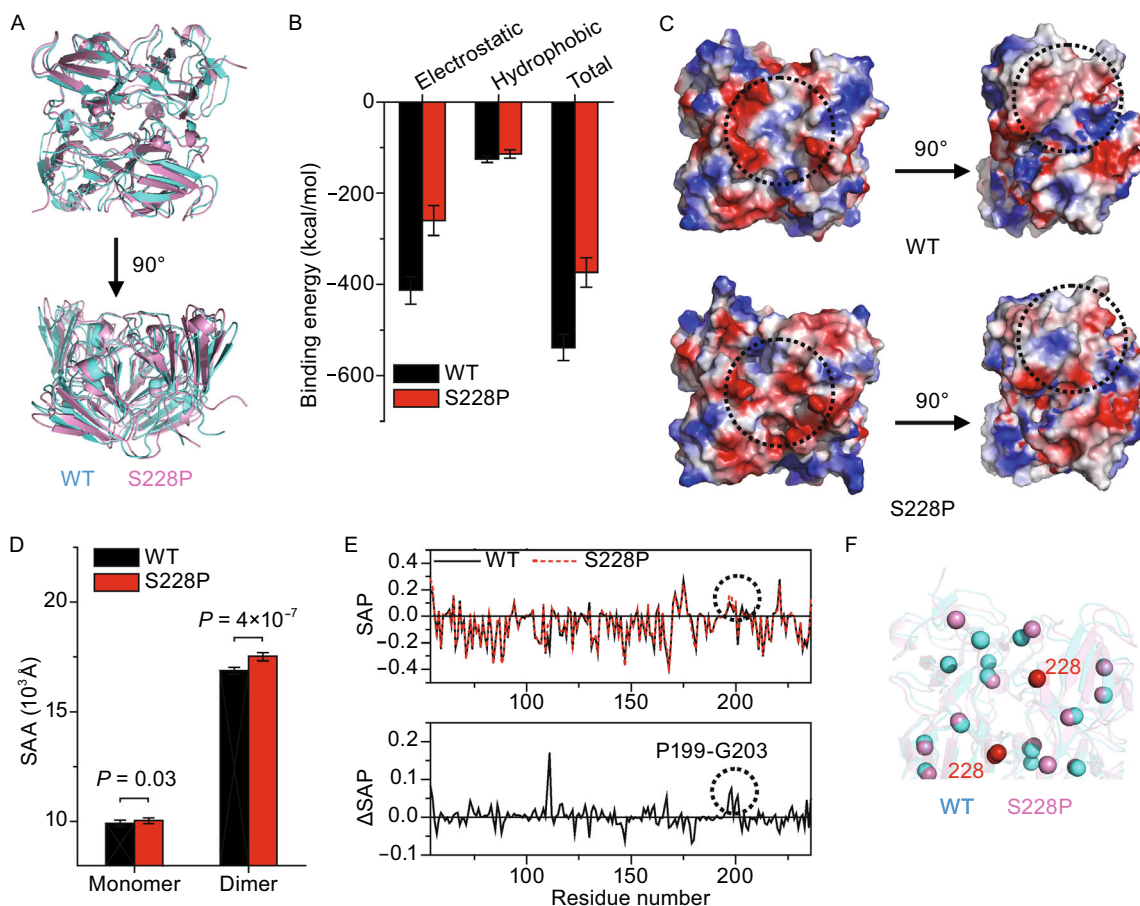 A
90°
WT S228P
B
Electrostatic
Hydrophobic
Total
0
−200
−400
−600
Binding energy (kcal/mol)
WT
S228P
C
90°
WT
90°
S228P
D
WT
S228P
20
15
10
SAA (10³ Å)
P = 0.03
P = 4×10⁻⁷
Monomer Dimer
E
WT S228P
0.4
0.2
0.0
−0.2
−0.4
SAP
100 150 200
P199-G203
0.2
0.1
0.0
−0.1
ΔSAP
100 150 200
Residue number
F
228
228
WT S228P